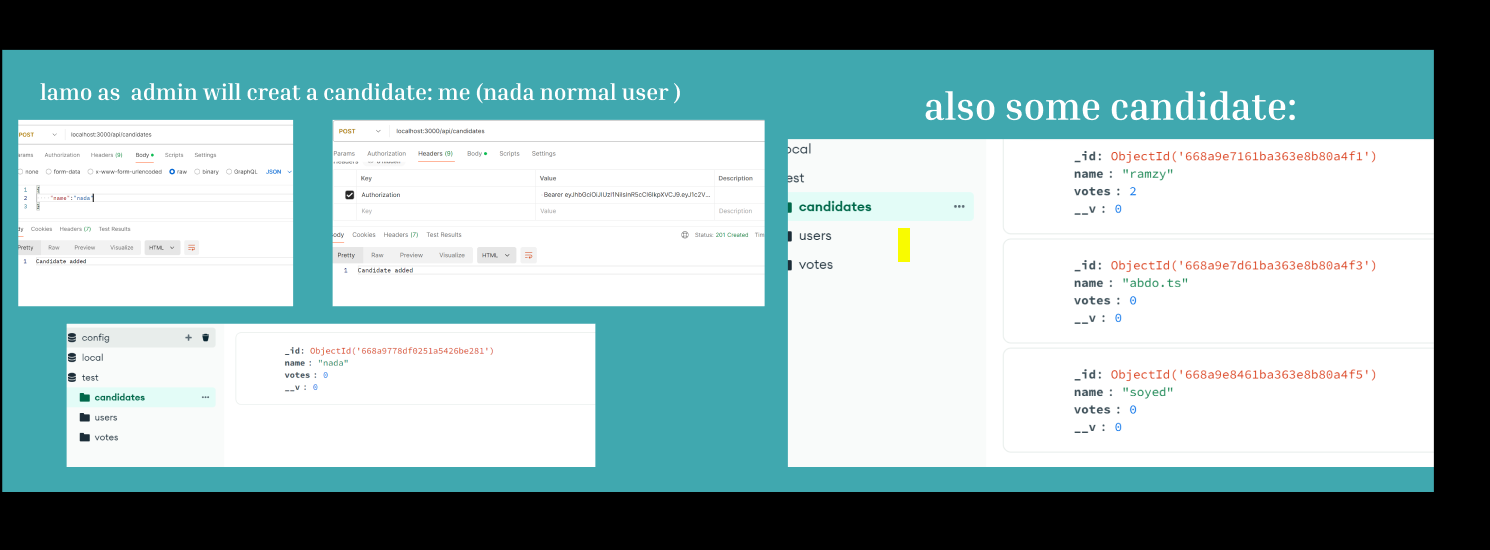 lamo as admin will creat a candidate: me (nada normal user )
also some candidate:
POST localhost:3000/api/candidates
Authorization Headers (9) Body Scripts Settings
none form-data x-www-form-urlencoded raw binary GraphQL JSON
1 {
2 "name":"nada"
3 }
Cookies Headers (7) Test Results
Pretty Raw Preview Visualize HTML
1 Candidate added
POST localhost:3000/api/candidates
Params Authorization Headers (9) Body Scripts Settings
Key Value Description
Authorization
Key Value Description
Cookies Headers (7) Test Results Status: 201 Created
Pretty Raw Preview Visualize HTML
1 Candidate added
config
local
test
candidates
users
votes
_id: ObjectId('668a9778df0251a5426be281')
name : "nada"
votes : 0
__v : 0
ocal
est
candidates
users
votes
_id: ObjectId('668a9e7161ba363e8b80a4f1')
name : "ramzy"
votes : 2
__v : 0
_id: ObjectId('668a9e7d61ba363e8b80a4f3')
name : "abdo.ts"
votes : 0
__v : 0
_id: ObjectId('668a9e8461ba363e8b80a4f5')
name : "soyed"
votes : 0
__v : 0